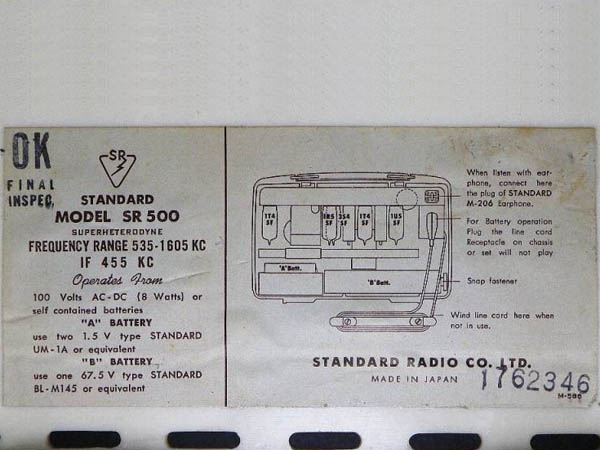 OK
FINAL
INSPEC.
SR
STANDARD
MODEL SR 500
SUPERHETERODYNE
FREQUENCY RANGE 535-1605 KC
IF 455 KC
Operates From
100 Volts AC-DC (8 Watts) or
self contained batteries
"A" BATTERY
use two 1.5 V type STANDARD
UM-1A or equivalent
"B" BATTERY
use one 67.5 V type STANDARD
BL-M145 or equivalent
1T4 SF
1R5 SF
3S4 SF
1T4 SF
1U5 SF
"A" Batt.
"B" Batt.
When listen with ear-
phone, connect here
the plug of STANDARD
M-206 Earphone.
For Battery operation
Plug the line cord
Receptacle on chassis
or set will not play
Snap fastener
Wind line cord here when
not in use.
STANDARD RADIO CO. LTD.
MADE IN JAPAN
1762346
M-586